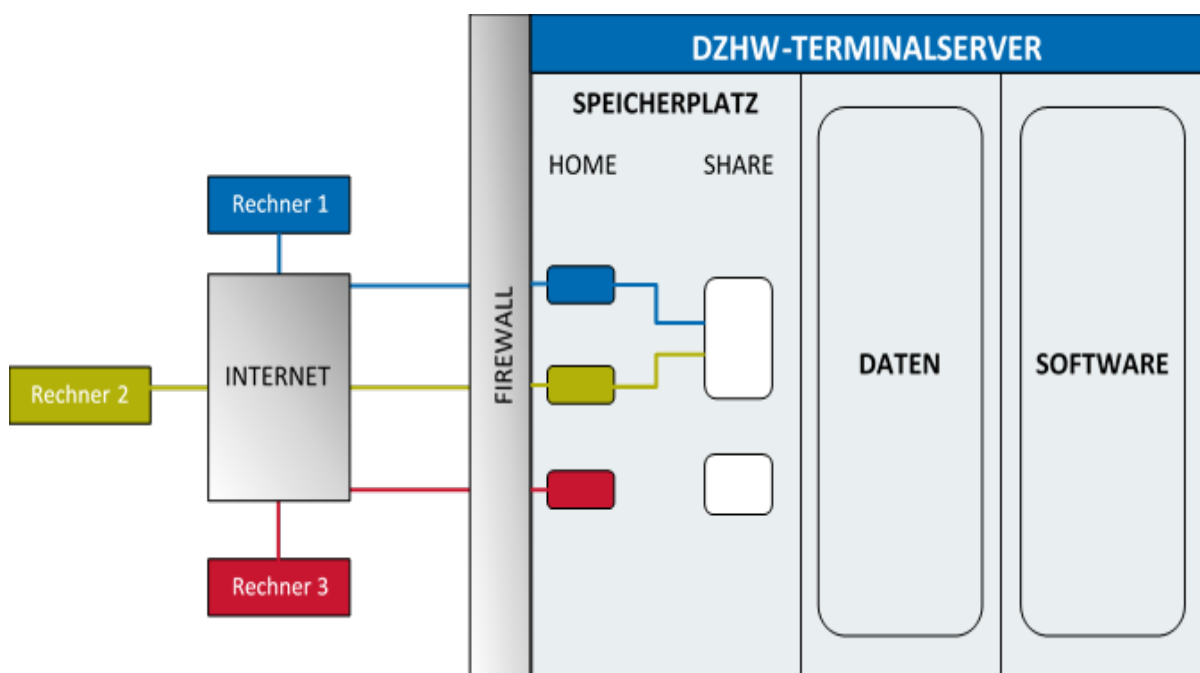 DZHW-TERMINALSERVER
SPEICHERPLATZ
HOME
SHARE
Rechner 1
INTERNET
Rechner 2
Rechner 3
FIREWALL
DATEN
SOFTWARE